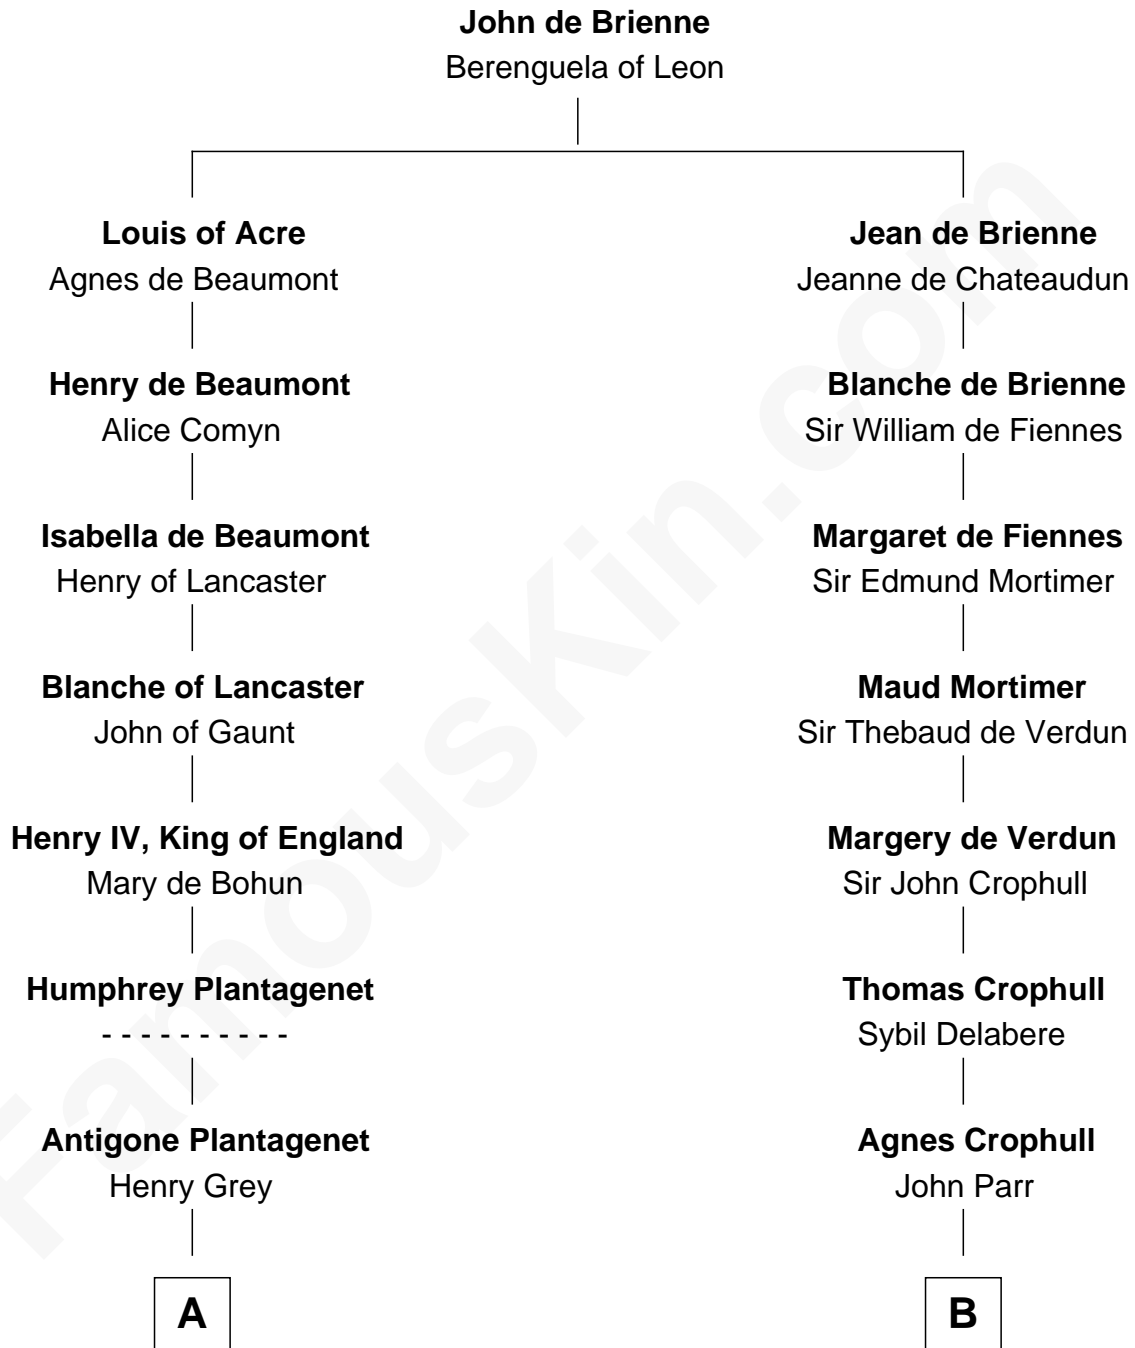 John de Brienne
Berenguela of Leon
Louis of Acre
Agnes de Beaumont
Jean de Brienne
Jeanne de Chateaudun
Henry de Beaumont
Alice Comyn
Blanche de Brienne
Sir William de Fiennes
Isabella de Beaumont
Henry of Lancaster
Margaret de Fiennes
Sir Edmund Mortimer
Blanche of Lancaster
John of Gaunt
Maud Mortimer
Sir Thebaud de Verdun
Henry IV, King of England
Mary de Bohun
Margery de Verdun
Sir John Crophull
Humphrey Plantagenet
- - - - - - - - - -
Thomas Crophull
Sybil Delabere
Antigone Plantagenet
Henry Grey
Agnes Crophull
John Parr
A
B
FamousKin.com